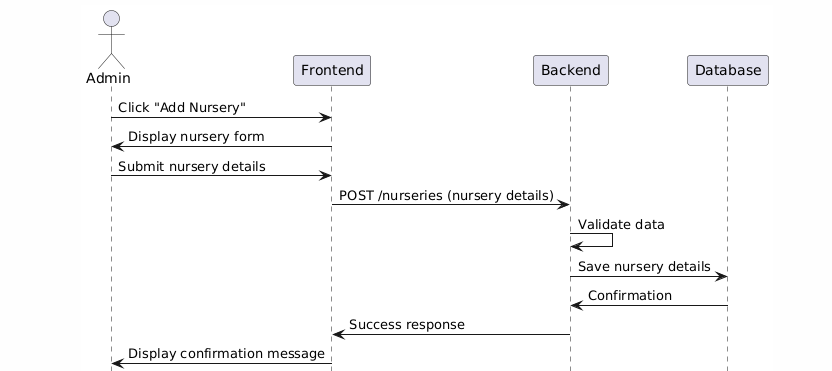 Admin
Frontend
Backend
Database
Click "Add Nursery"
Display nursery form
Submit nursery details
POST /nurseries (nursery details)
Validate data
Save nursery details
Confirmation
Success response
Display confirmation message